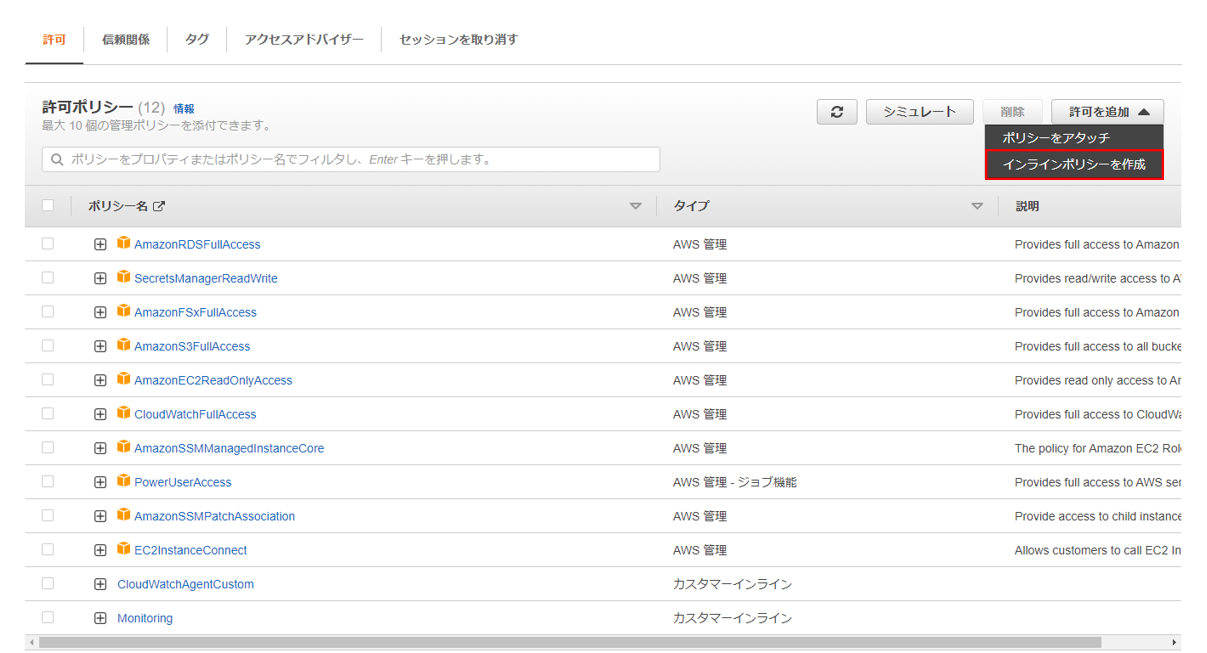 許可 信頼関係 タグ アクセスアドバイザー セッションを取り消す
許可ポリシー (12) 情報
最大 10 個の管理ポリシーを添付できます。
シミュレート 削除 許可を追加
ポリシーをアタッチ
インラインポリシーを作成
ポリシーをプロパティまたはポリシー名でフィルタし、Enter キーを押します。
ポリシー名 タイプ 説明
AmazonRDSFullAccess AWS 管理 Provides full access to Amazon
SecretsManagerReadWrite AWS 管理 Provides read/write access to
AmazonFSxFullAccess AWS 管理 Provides full access to Amazon
AmazonS3FullAccess AWS 管理 Provides full access to all bucke
AmazonEC2ReadOnlyAccess AWS 管理 Provides read only access to
CloudWatchFullAccess AWS 管理 Provides full access to CloudWa
AmazonSSMManagedInstanceCore AWS 管理 The policy for Amazon EC2 Rol
PowerUserAccess AWS 管理 - ジョブ機能 Provides full access to AWS ser
AmazonSSMPatchAssociation AWS 管理 Provide access to child instance
EC2InstanceConnect AWS 管理 Allows customers to call EC2 In
CloudWatchAgentCustom カスタマーインライン
Monitoring カスタマーインライン